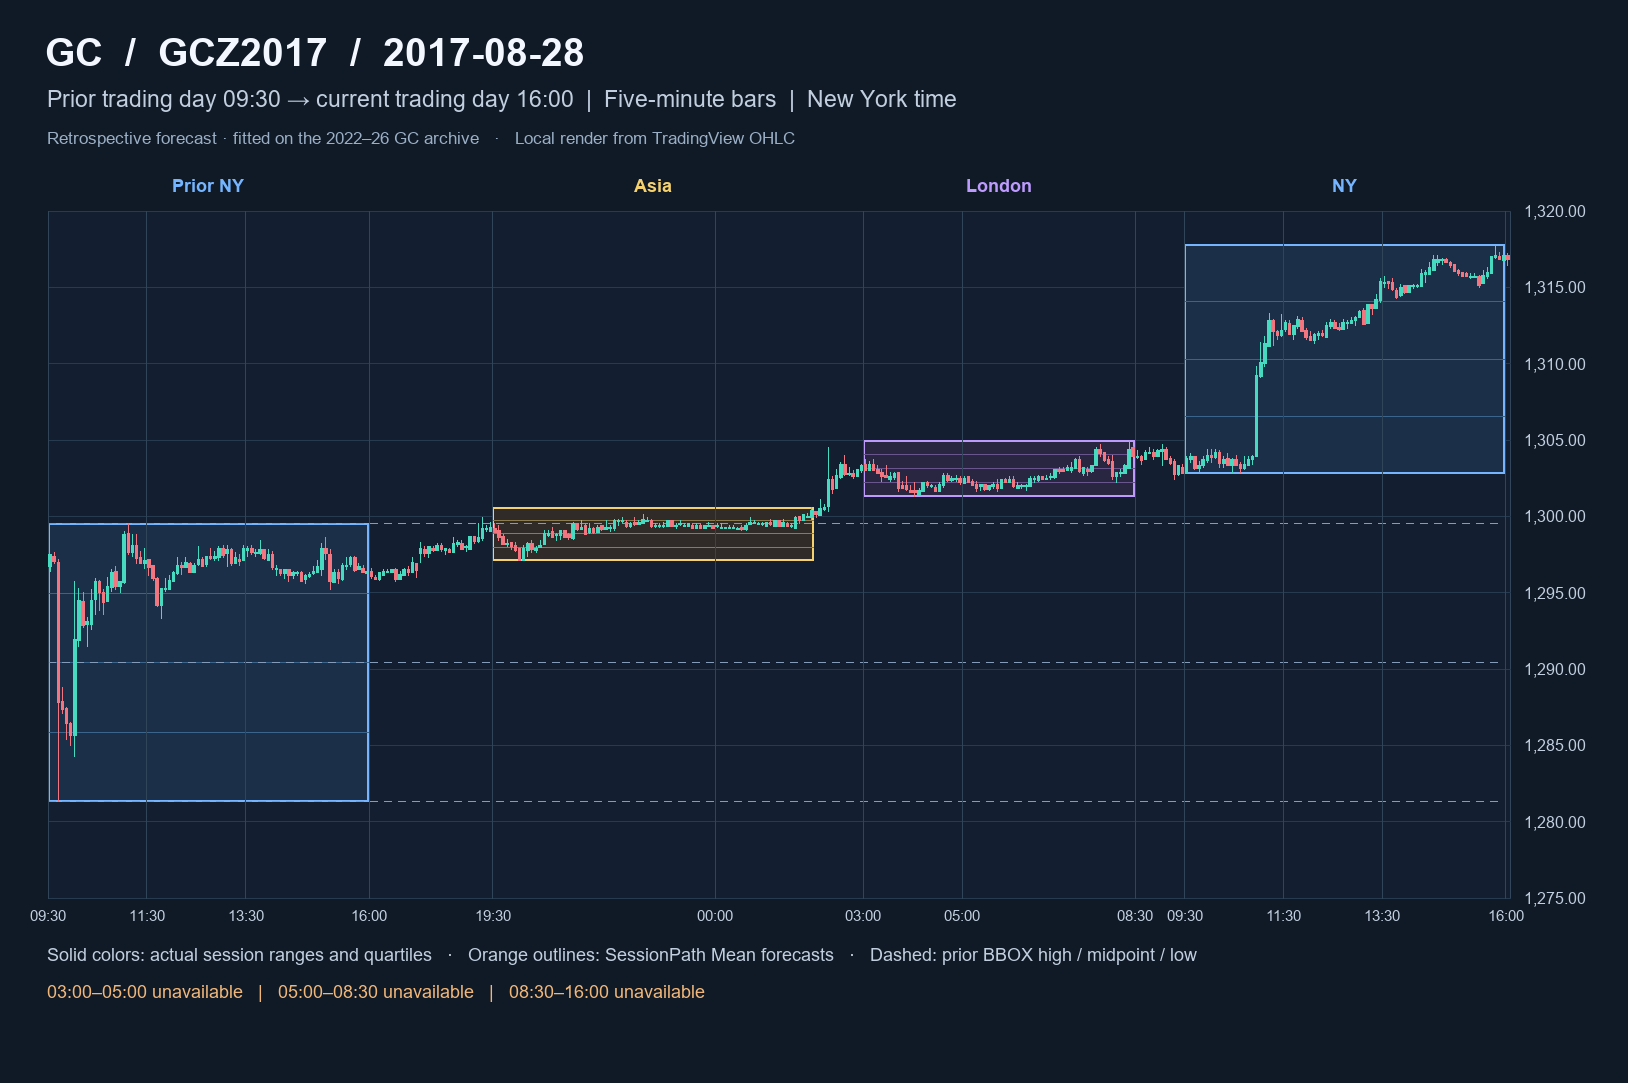 GC / GCZ2017 / 2017-08-28
Prior trading day 09:30 → current trading day 16:00 | Five-minute bars | New York time
Retrospective forecast · fitted on the 2022–26 GC archive · Local render from TradingView OHLC
Prior NY Asia London NY
1,320.00
1,315.00
1,310.00
1,305.00
1,300.00
1,295.00
1,290.00
1,285.00
1,280.00
1,275.00
09:30 11:30 13:30 16:00 19:30 00:00 03:00 05:00 08:30 09:30 11:30 13:30 16:00
Solid colors: actual session ranges and quartiles · Orange outlines: SessionPath Mean forecasts · Dashed: prior BBOX high / midpoint / low
03:00–05:00 unavailable | 05:00–08:30 unavailable | 08:30–16:00 unavailable